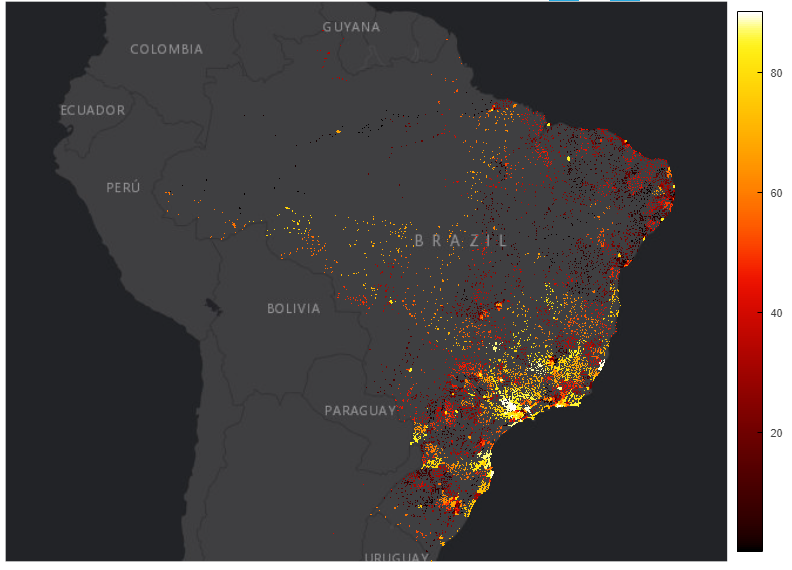 GUYANA
COLOMBIA
80
ECUADOR
PERÚ
60
BRAZIL
BOLIVIA
40
PARAGUAY
20
URUGUAY